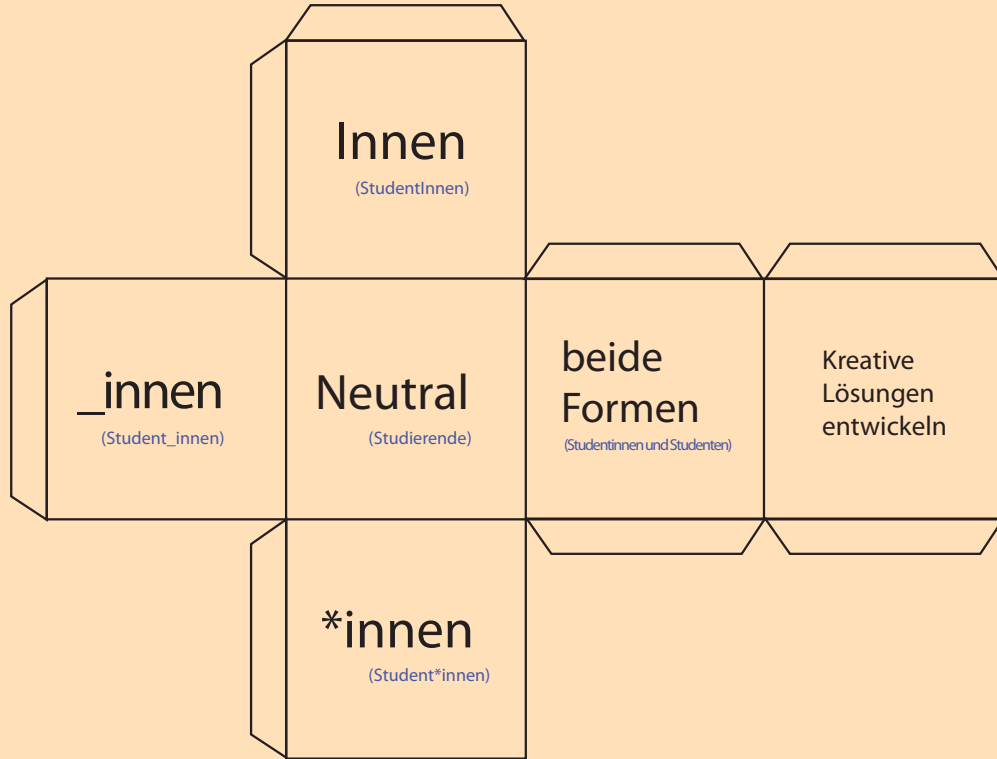 Innen
(StudentInnen)
_innen
(Student_innen)
Neutral
(Studierende)
beide
Formen
(Studentinnen und Studenten)
Kreative
Lösungen
entwickeln
*innen
(Student*innen)